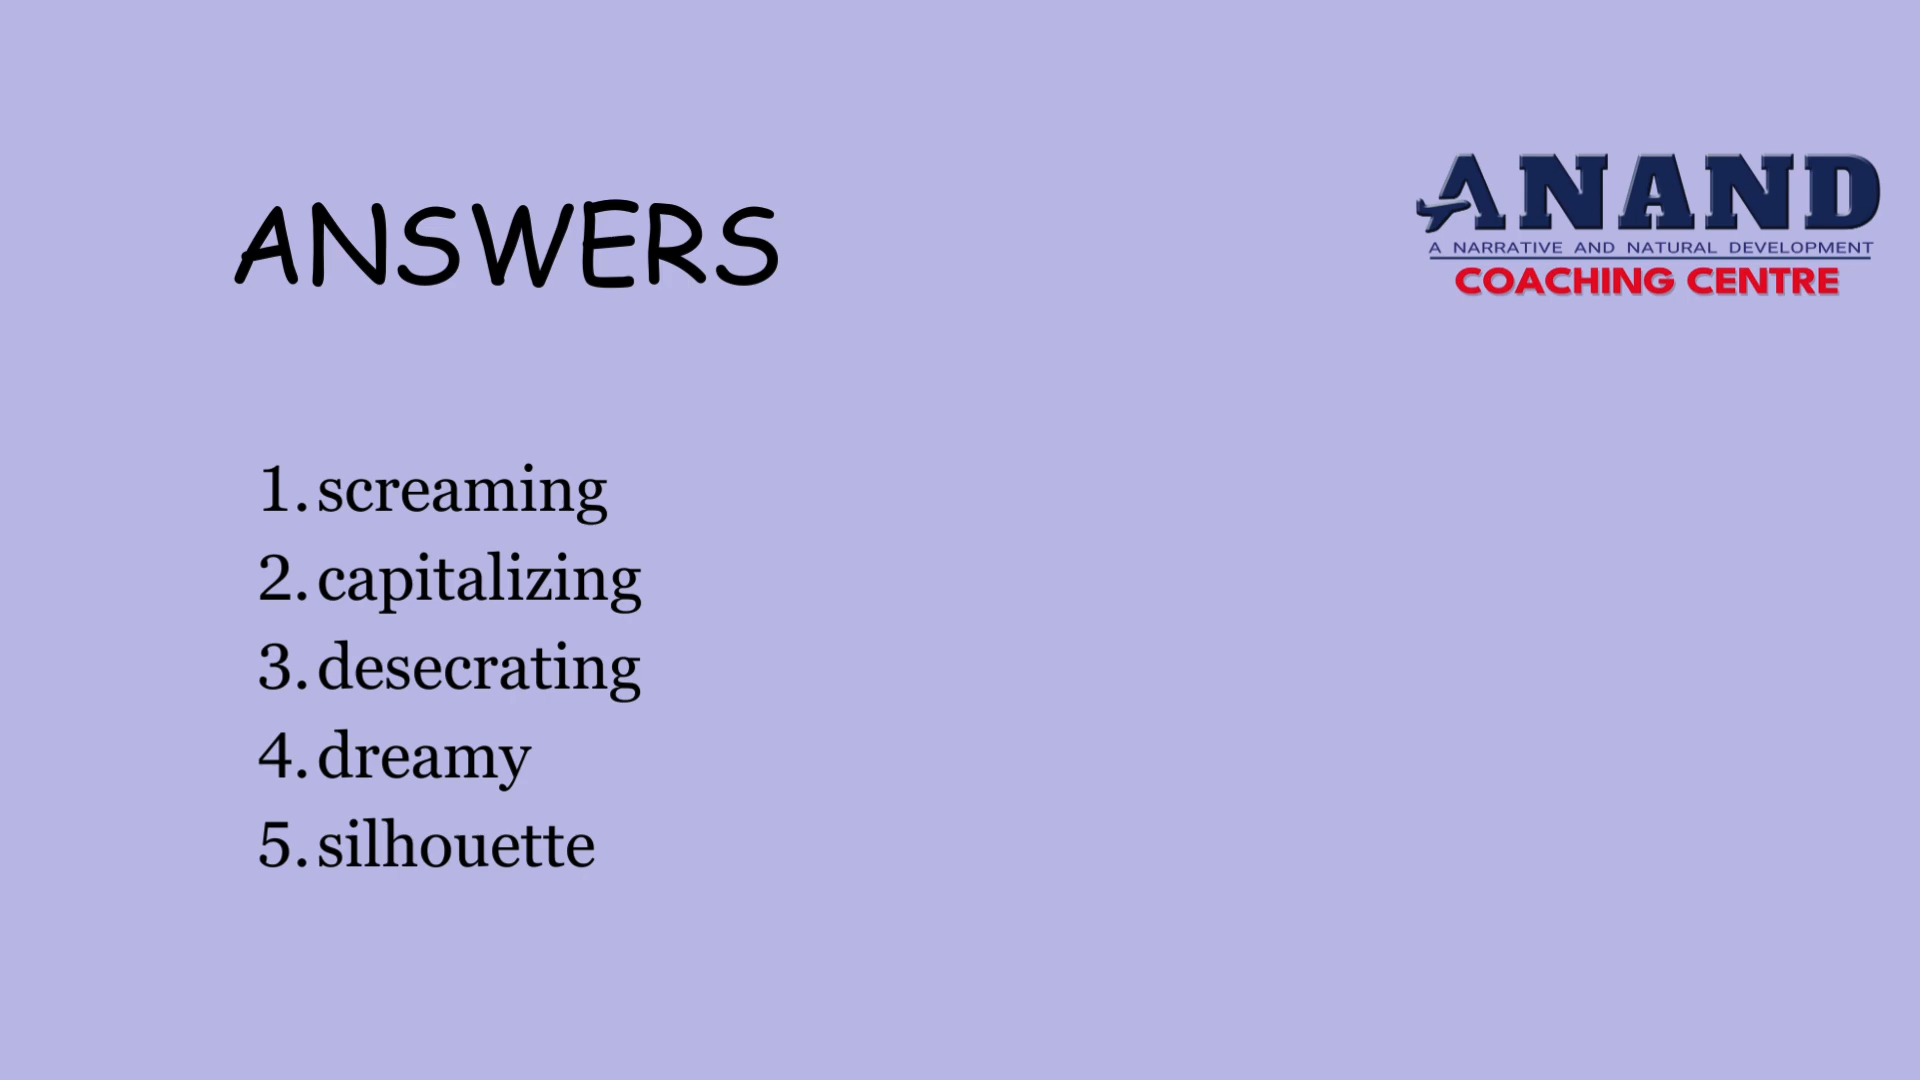 ANSWERS
ANAND
A NARRATIVE AND NATURAL DEVELOPMENT
COACHING CENTRE
1. screaming
2. capitalizing
3. desecrating
4. dreamy
5. silhouette